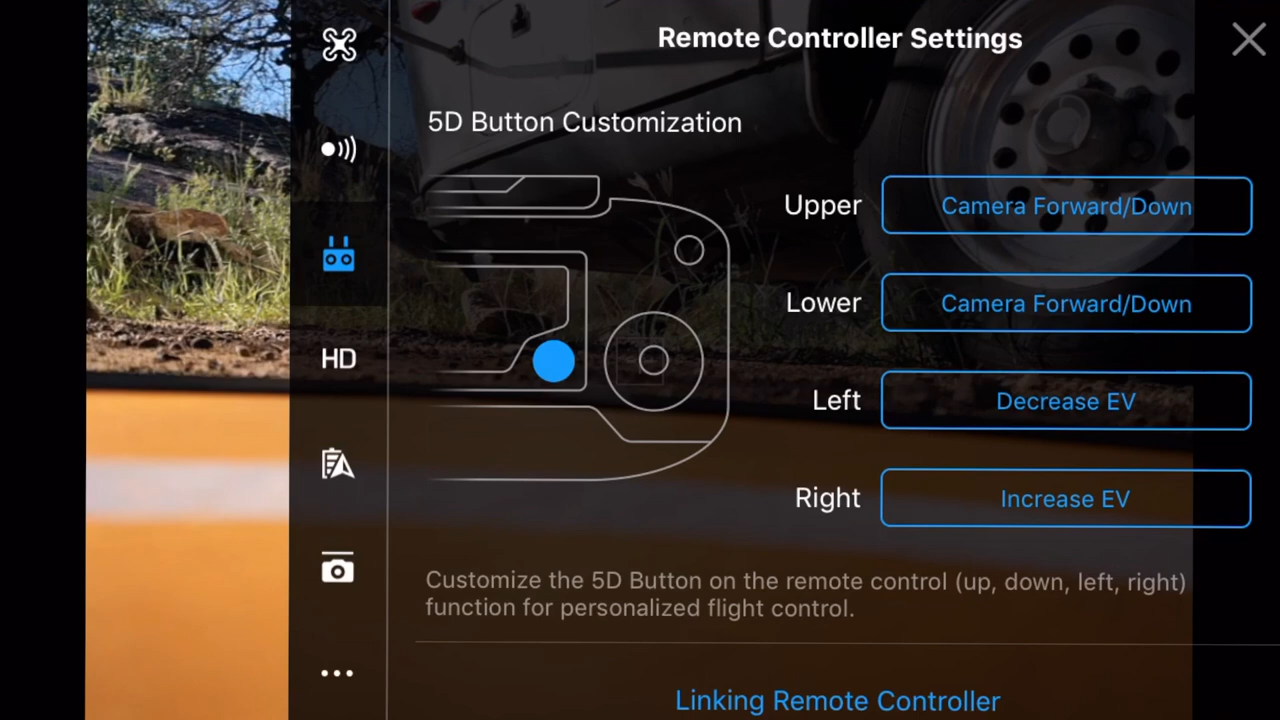 Remote Controller Settings
5D Button Customization
Upper
Camera Forward/Down
Lower
Camera Forward/Down
HD
Left
Decrease EV
Right
Increase EV
Customize the 5D Button on the remote control (up, down, left, right)
function for personalized flight control.
Linking Remote Controller